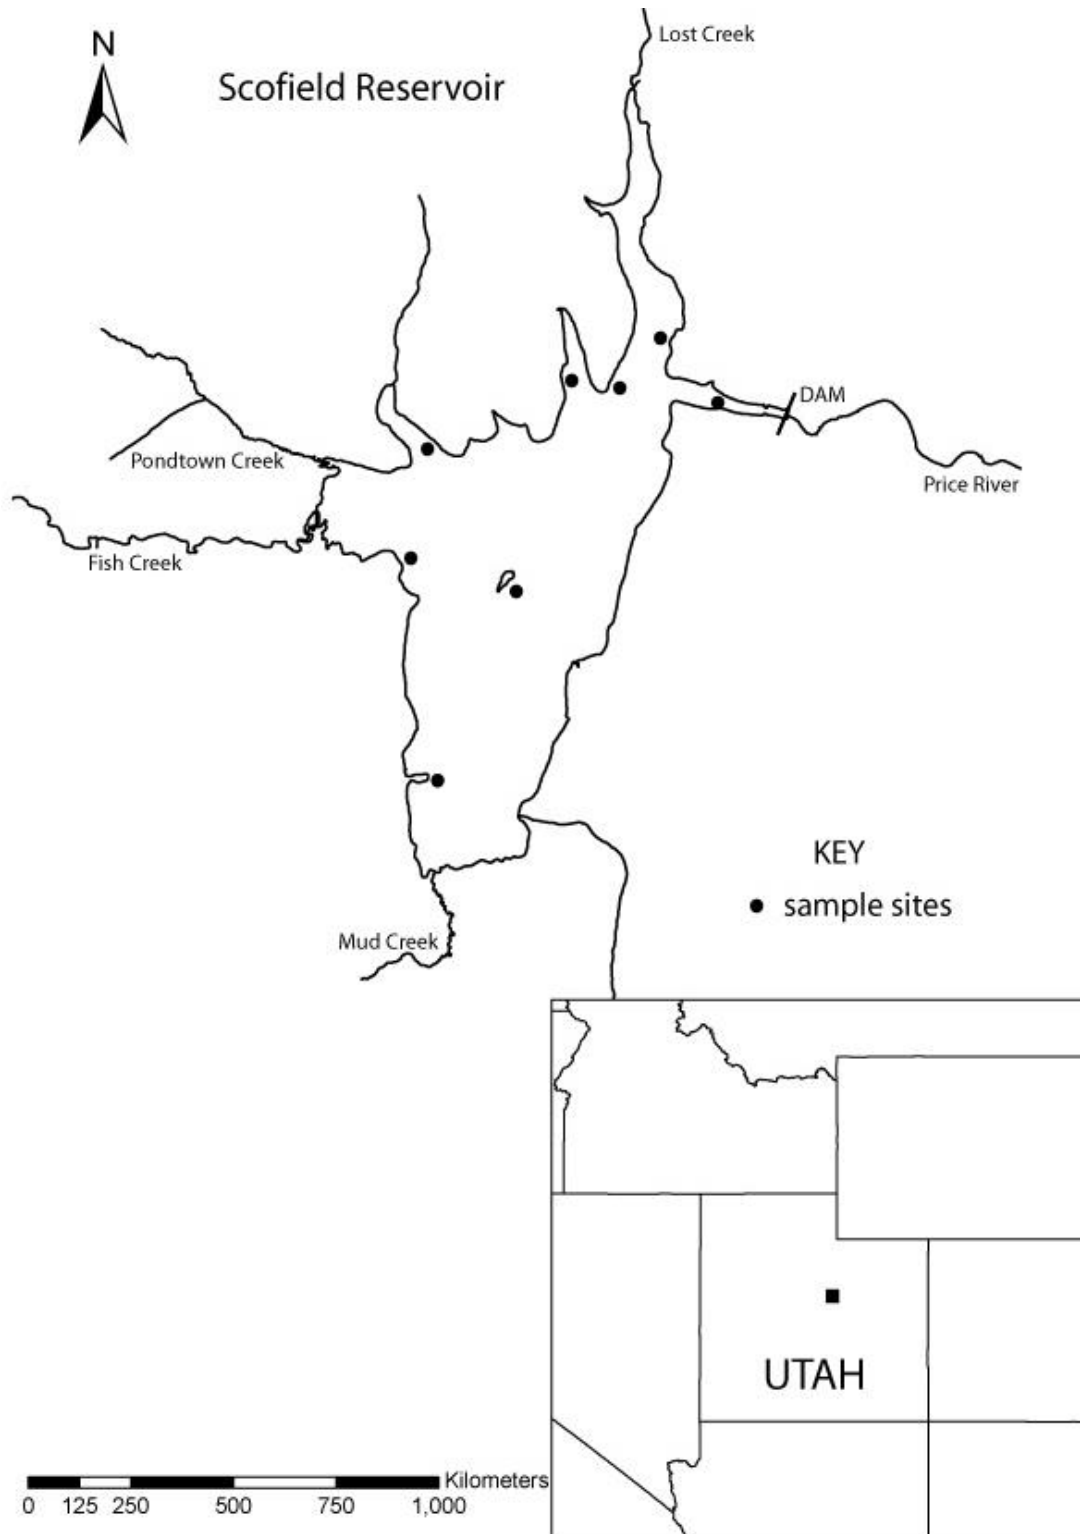 N
Scofield Reservoir
Lost Creek
DAM
Pondtown Creek
Price River
Fish Creek
KEY
sample sites
Mud Creek
UTAH
Kilometers
0 125 250 500 750 1,000